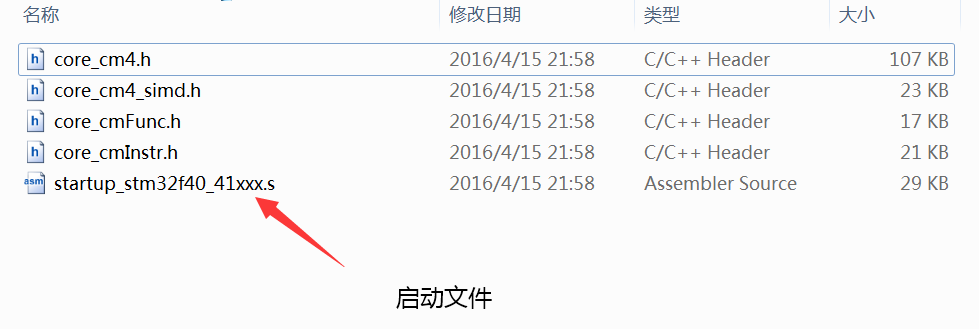 名称 修改日期 类型 大小
core_cm4.h 2016/4/15 21:58 C/C++ Header 107 KB
core_cm4_simd.h 2016/4/15 21:58 C/C++ Header 23 KB
core_cmFunc.h 2016/4/15 21:58 C/C++ Header 17 KB
core_cmInstr.h 2016/4/15 21:58 C/C++ Header 21 KB
startup_stm32f40_41xxx.s 2016/4/15 21:58 Assembler Source 29 KB
启动文件